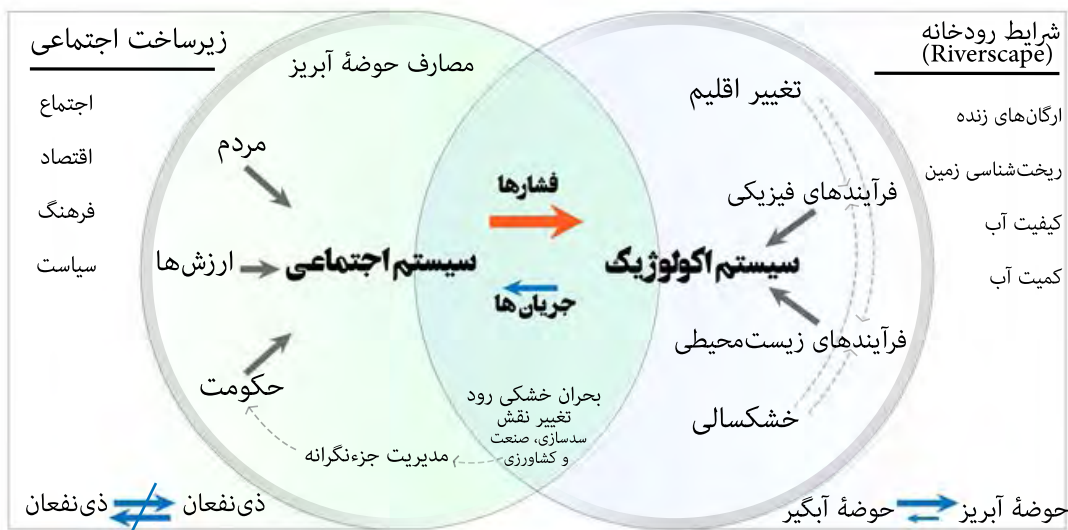 شرایط رودخانه
(Riverscape)
ارگان‌های زنده
ریخت‌شناسی زمین
کیفیت آب
کمیت آب
تغییر اقلیم
فرآیندهای فیزیکی
سیستم اکولوژیک
فرآیندهای زیست‌محیطی
خشکسالی
فشارها
جریان‌ها
بحران خشکی رود
تغییر نقش
سدسازی، صنعت
و کشاورزی
مصارف حوضهٔ آبریز
مردم
ارزش‌ها
سیستم اجتماعی
حکومت
مدیریت جزءنگرانه
زیرساخت اجتماعی
اجتماع
اقتصاد
فرهنگ
سیاست
حوضهٔ آبریز
حوضهٔ آبگیر
ذی‌نفعان
ذی‌نفعان